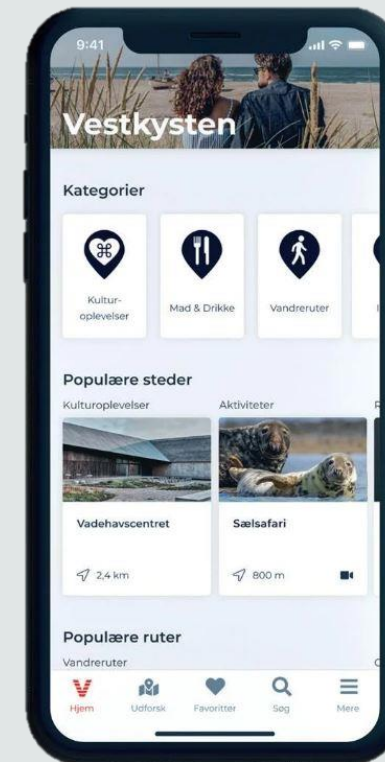 9:41
Vestkysten
Kategorier
Kultur-
oplevelser
Mad & Drikke
Vandreruter
Populære steder
Kulturoplevelser
Aktiviteter
Vadehavscentret
Sælsafari
2,4 km
800 m
Populære ruter
Vandreruter
Hjem
Udforsk
Favoritter
Søg
Mere